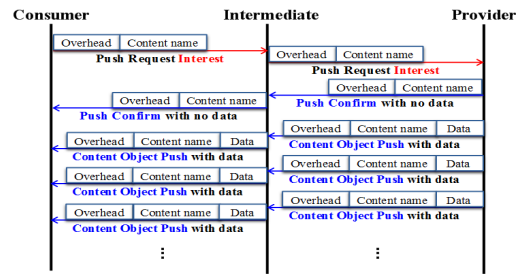 Consumer Intermediate Provider
Overhead Content name
Push Request Interest
Overhead Content name
Push Request Interest
Overhead Content name
Push Confirm with no data
Overhead Content name
Push Confirm with no data
Overhead Content name Data
Content Object Push with data
Overhead Content name Data
Content Object Push with data
Overhead Content name Data
Content Object Push with data
Overhead Content name Data
Content Object Push with data
Overhead Content name Data
Content Object Push with data
Overhead Content name Data
Content Object Push with data